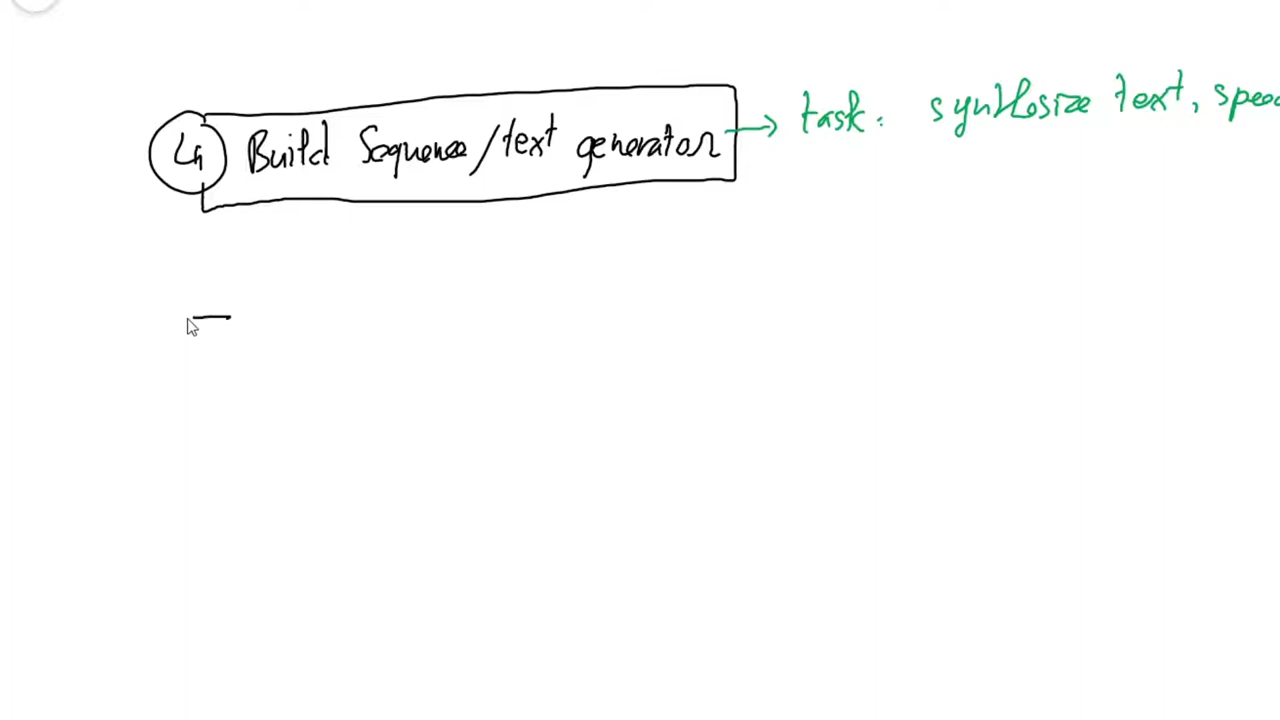 4 Build Sequence/text generator → task: synthesize text, speec